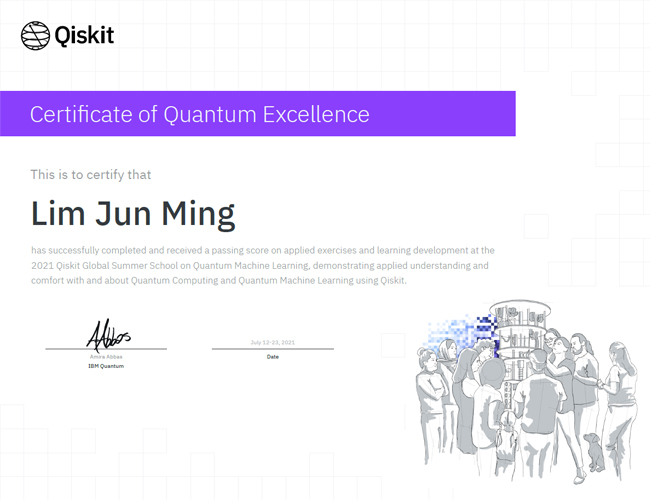 Qiskit
Certificate of Quantum Excellence
This is to certify that
Lim Jun Ming
has successfully completed and received a passing score on applied exercises and learning development at the
2021 Qiskit Global Summer School on Quantum Machine Learning, demonstrating applied understanding and
comfort with and about Quantum Computing and Quantum Machine Learning using Qiskit.
AAbbas
July 12-23, 2021
Amira Abbas
Date
IBM Quantum